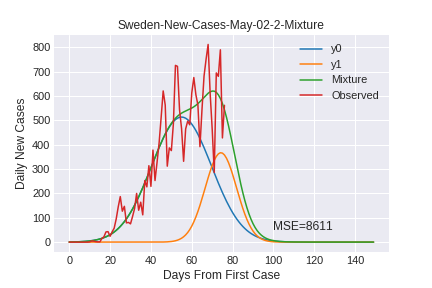 Sweden-New-Cases-May-02-2-Mixture
800
700
600
500
400
300
200
100
0
Daily New Cases
y0
y1
Mixture
Observed
MSE=8611
0 20 40 60 80 100 120 140
Days From First Case